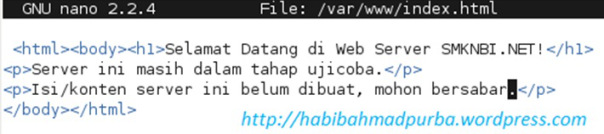 GNU nano 2.2.4 File: /var/www/index.html
<html><body><h1>Selamat Datang di Web Server SMKNBI.NET!</h1>
<p>Server ini masih dalam tahap ujicoba.</p>
<p>Isi/konten server ini belum dibuat, mohon bersabar.</p>
</body></html>
http://habibahmadpurba.wordpress.com